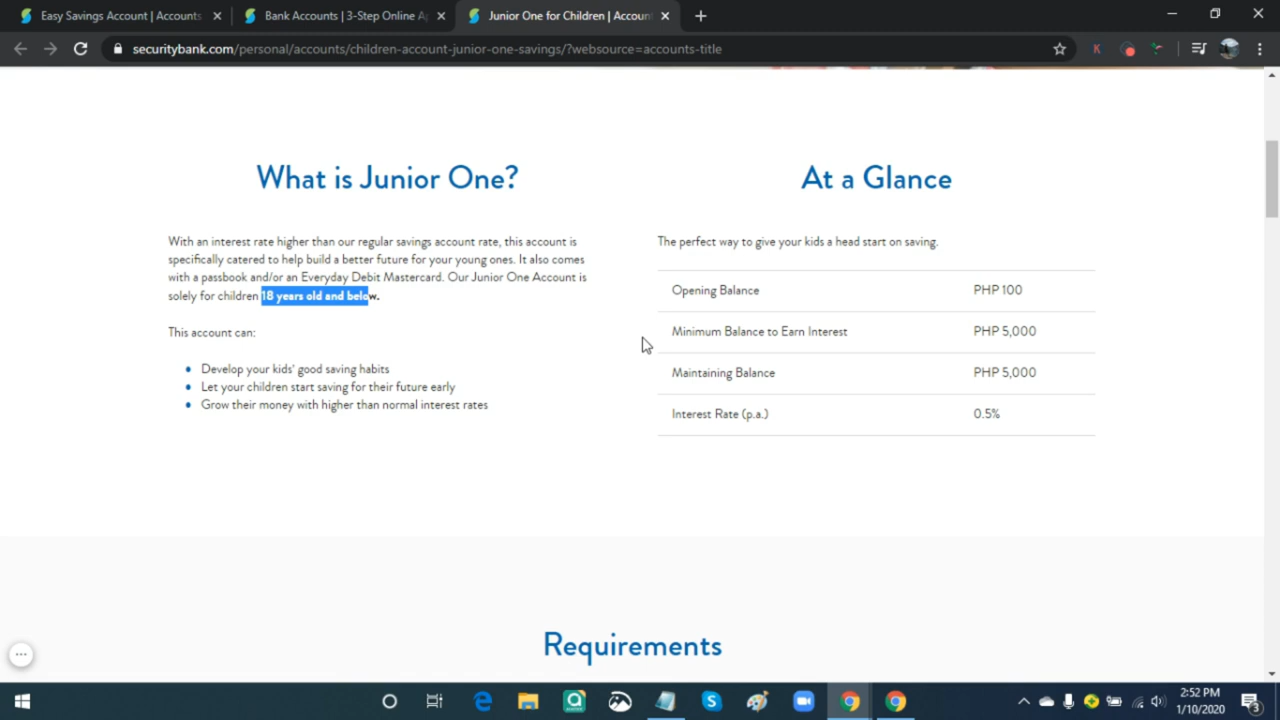 Easy Savings Account | Accounts
Bank Accounts | 3-Step Online A
Junior One for Children | Accoun
securitybank.com/personal/accounts/children-account-junior-one-savings/?websource=accounts-title
K
What is Junior One?
With an interest rate higher than our regular savings account rate, this account is
specifically catered to help build a better future for your young ones. It also comes
with a passbook and/or an Everyday Debit Mastercard. Our Junior One Account is
solely for children 18 years old and below.
This account can:
Develop your kids' good saving habits
Let your children start saving for their future early
Grow their money with higher than normal interest rates
At a Glance
The perfect way to give your kids a head start on saving.
Opening Balance PHP 100
Minimum Balance to Earn Interest PHP 5,000
Maintaining Balance PHP 5,000
Interest Rate (p.a.) 0.5%
Requirements
2:52 PM
1/10/2020
3